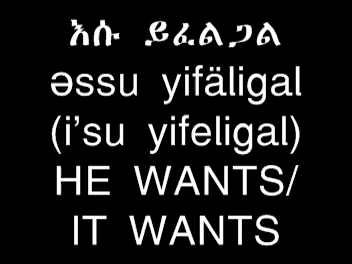 እሱ ይፈልጋል
əssu yifäligal
(i’su yifeligal)
HE WANTS/
IT WANTS